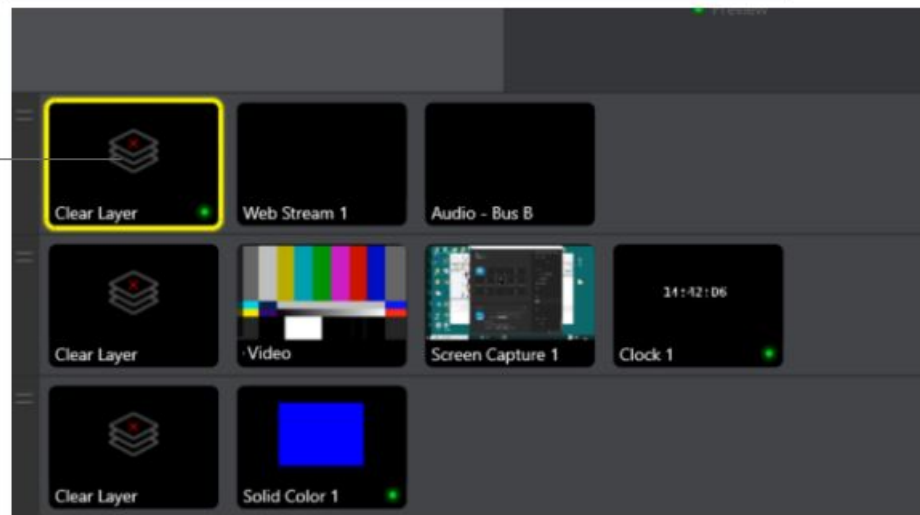 Preview
Clear Layer
Web Stream 1
Audio - Bus B
14:42:06
Clear Layer
Video
Screen Capture 1
Clock 1
Clear Layer
Solid Color 1